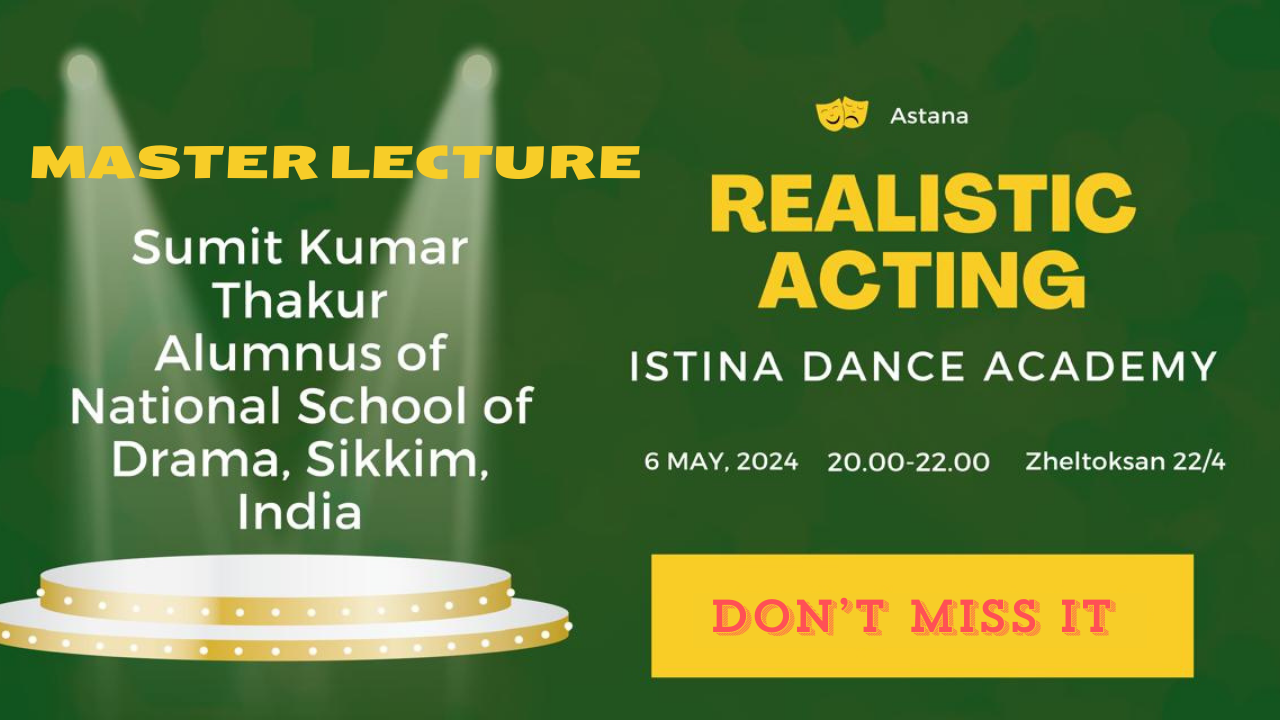 MASTER LECTURE
Sumit Kumar
Thakur
Alumnus of
National School of
Drama, Sikkim,
India
Astana
REALISTIC
ACTING
ISTINA DANCE ACADEMY
6 MAY, 2024 20.00-22.00 Zheltoksan 22/4
DON'T MISS IT